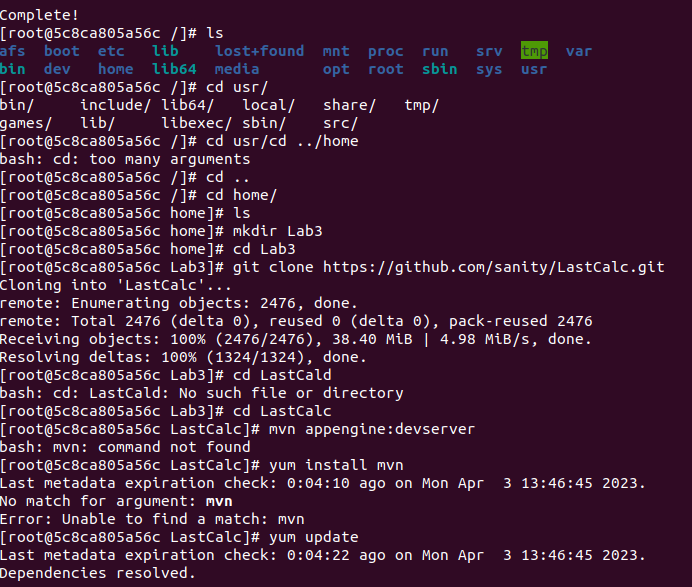 Complete!
[root@5c8ca805a56c /]# ls
afs  boot  etc   lib    lost+found  mnt  proc  run   srv  tmp  var
bin  dev   home  lib64  media       opt  root  sbin  sys  usr
[root@5c8ca805a56c /]# cd usr/
bin/     include/ lib64/   local/   share/   tmp/
games/   lib/     libexec/ sbin/    src/
[root@5c8ca805a56c /]# cd usr/cd ../home
bash: cd: too many arguments
[root@5c8ca805a56c /]# cd ..
[root@5c8ca805a56c /]# cd home/
[root@5c8ca805a56c home]# ls
[root@5c8ca805a56c home]# mkdir Lab3
[root@5c8ca805a56c home]# cd Lab3
[root@5c8ca805a56c Lab3]# git clone https://github.com/sanity/LastCalc.git
Cloning into 'LastCalc'...
remote: Enumerating objects: 2476, done.
remote: Total 2476 (delta 0), reused 0 (delta 0), pack-reused 2476
Receiving objects: 100% (2476/2476), 38.40 MiB | 4.98 MiB/s, done.
Resolving deltas: 100% (1324/1324), done.
[root@5c8ca805a56c Lab3]# cd LastCald
bash: cd: LastCald: No such file or directory
[root@5c8ca805a56c Lab3]# cd LastCalc
[root@5c8ca805a56c LastCalc]# mvn appengine:devserver
bash: mvn: command not found
[root@5c8ca805a56c LastCalc]# yum install mvn
Last metadata expiration check: 0:04:10 ago on Mon Apr  3 13:46:45 2023.
No match for argument: mvn
Error: Unable to find a match: mvn
[root@5c8ca805a56c LastCalc]# yum update
Last metadata expiration check: 0:04:22 ago on Mon Apr  3 13:46:45 2023.
Dependencies resolved.